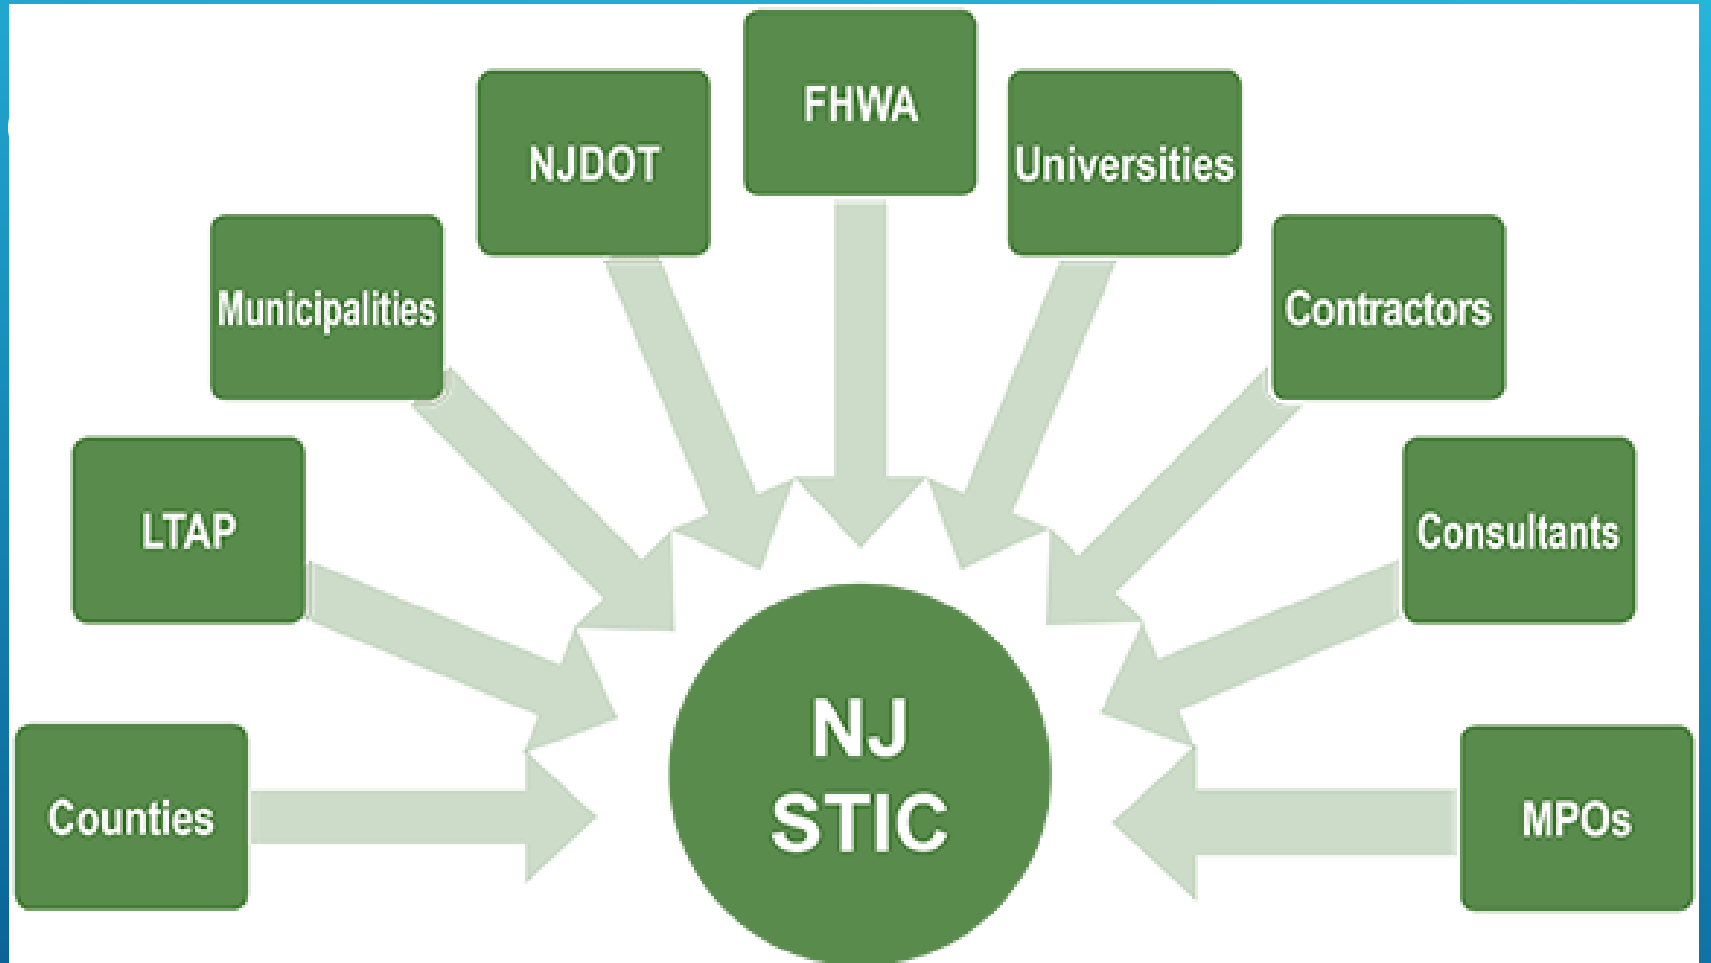 FHWA
NJDOT
Universities
Municipalities
Contractors
LTAP
Consultants
Counties
NJ
STIC
MPOs